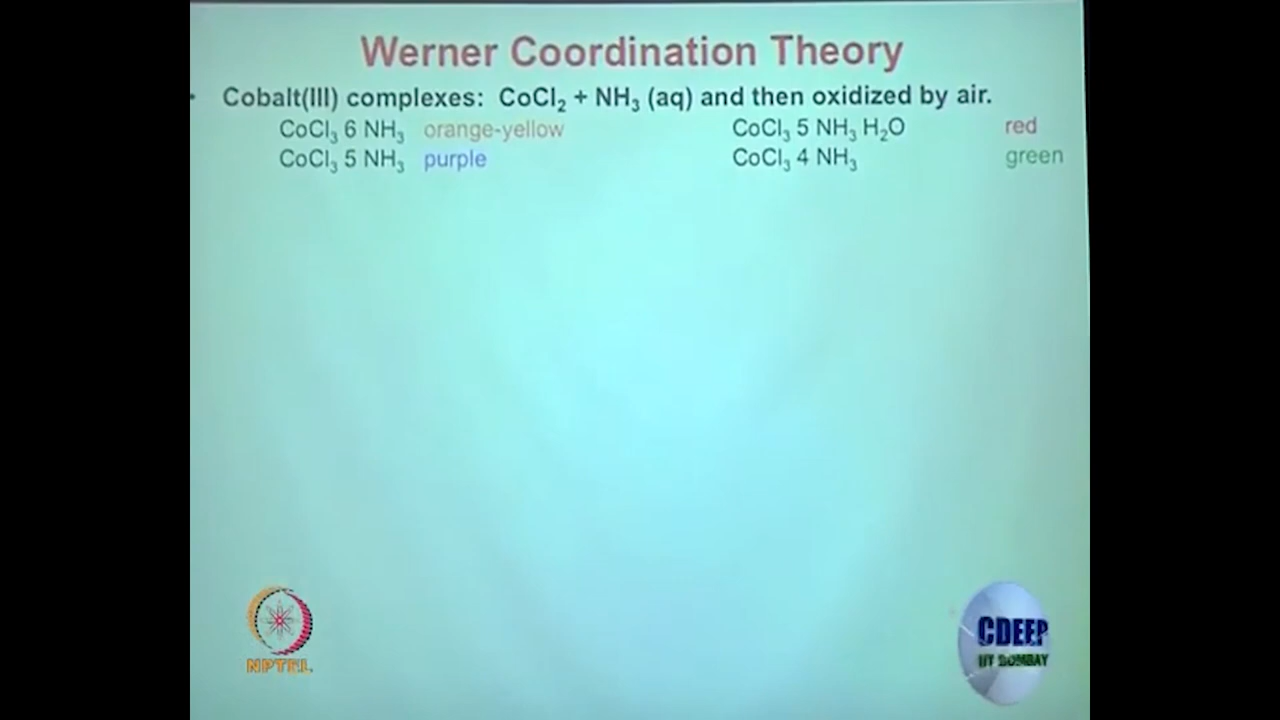 Werner Coordination Theory
• Cobalt(III) complexes: CoCl₂ + NH₃ (aq) and then oxidized by air.
CoCl₃ 6 NH₃ orange-yellow CoCl₃ 5 NH₃ H₂O red
CoCl₃ 5 NH₃ purple CoCl₃ 4 NH₃ green
NPTEL
CDEEP
IIT BOMBAY